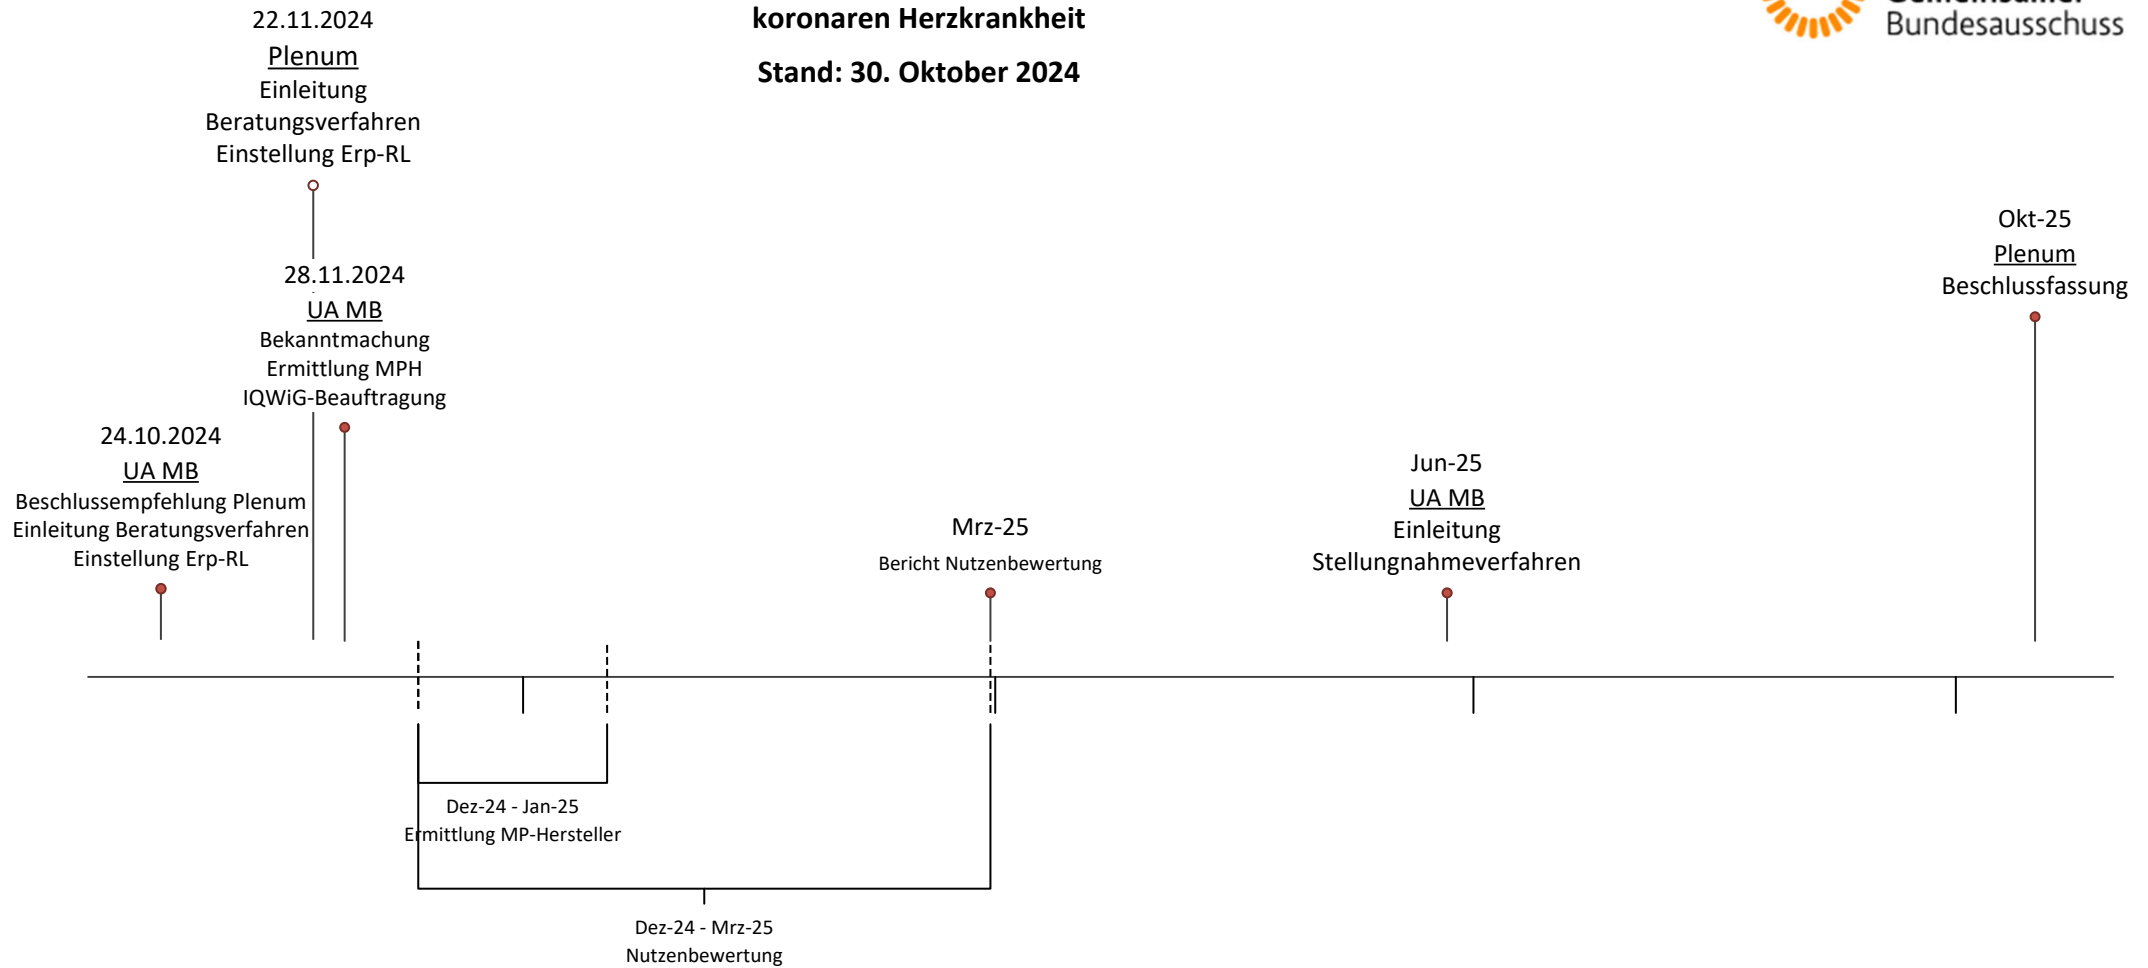 koronaren Herzkrankheit
Stand: 30. Oktober 2024
Bundesausschuss
22.11.2024
Plenum
Einleitung
Beratungsverfahren
Einstellung Erp-RL
28.11.2024
UA MB
Bekanntmachung
Ermittlung MPH
IQWiG-Beauftragung
24.10.2024
UA MB
Beschlussempfehlung Plenum
Einleitung Beratungsverfahren
Einstellung Erp-RL
Mrz-25
Bericht Nutzenbewertung
Jun-25
UA MB
Einleitung
Stellungnahmeverfahren
Okt-25
Plenum
Beschlussfassung
Dez-24 - Jan-25
Ermittlung MP-Hersteller
Dez-24 - Mrz-25
Nutzenbewertung